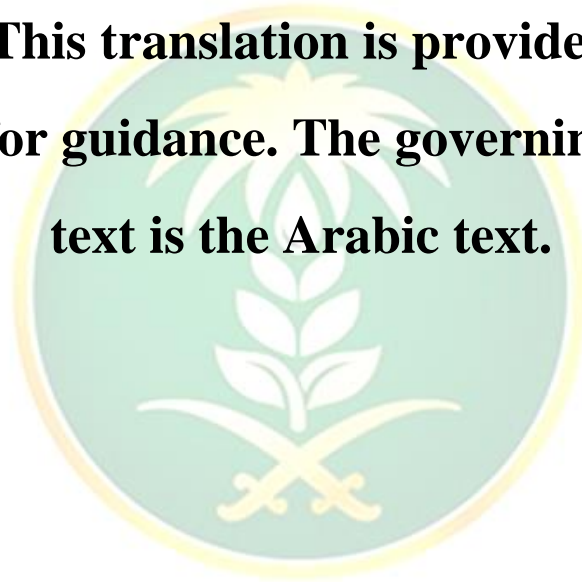 This translation is provide
or guidance. The governin
text is the Arabic text.